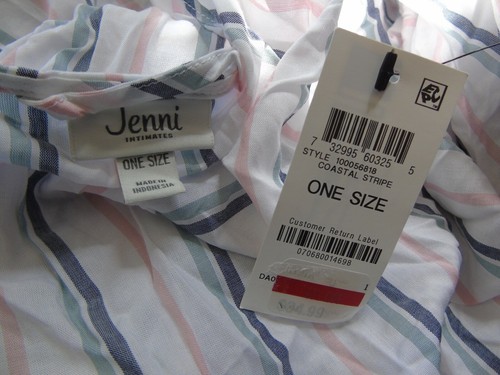 Jenni
INTIMATES
ONE SIZE
MADE IN
INDONESIA
7 32995 60325 5
STYLE 100056818
COASTAL STRIPE
ONE SIZE
Customer Return Label
070680014698
DA0